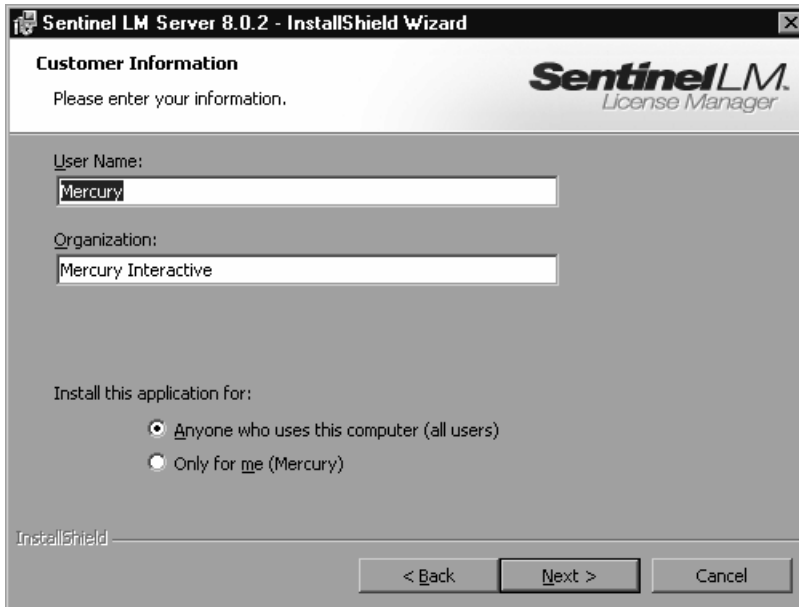 Sentinel LM Server 8.0.2 - InstallShield Wizard
Customer Information
Please enter your information.
SentinelLM.
License Manager
User Name:
Mercury
Organization:
Mercury Interactive
Install this application for:
Anyone who uses this computer (all users)
Only for me (Mercury)
InstallShield
< Back Next > Cancel